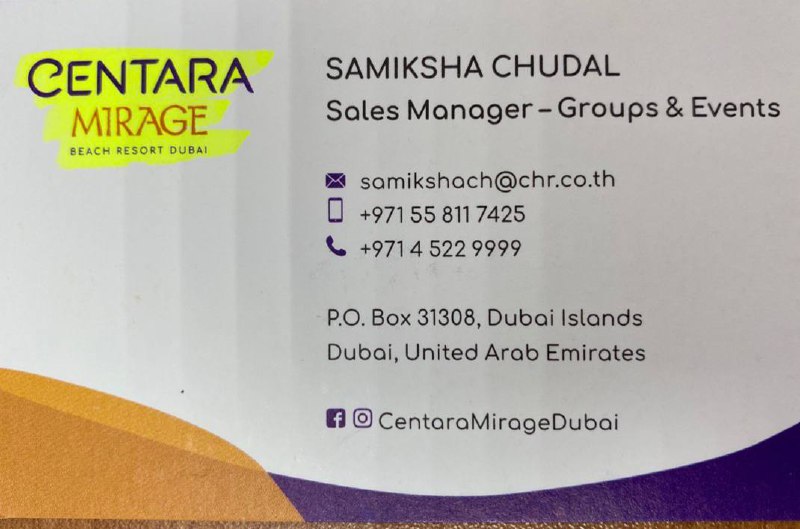 CENTARA
MIRAGE
BEACH RESORT DUBAI
SAMIKSHA CHUDAL
Sales Manager – Groups & Events
samikshach@chr.co.th
+971 55 811 7425
+971 4 522 9999
P.O. Box 31308, Dubai Islands
Dubai, United Arab Emirates
CentaraMirageDubai